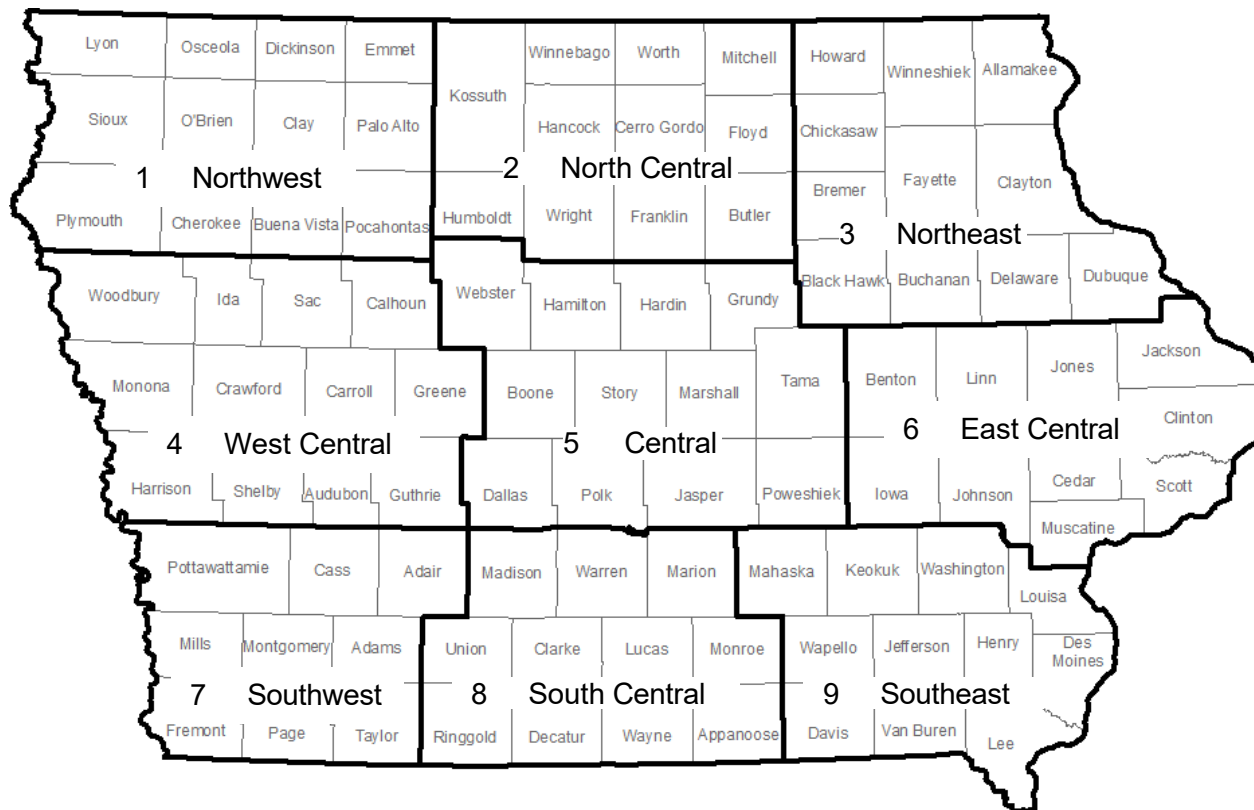 Lyon Osceola Dickinson Emmet Winnebago Worth Mitchell Howard Winneshiek Allamakee
Kossuth
Sioux O'Brien Clay Palo Alto Hancock Cerro Gordo Floyd Chickasaw
1 Northwest 2 North Central
Bremer Fayette Clayton
Plymouth Cherokee Buena Vista Pocahontas Humboldt Wright Franklin Butler
3 Northeast
Black Hawk Buchanan Delaware Dubuque
Woodbury Ida Sac Calhoun Webster Hamilton Hardin Grundy
Jackson
Monona Crawford Carroll Greene Boone Story Marshall Tama Benton Linn Jones
Clinton
4 West Central 5 Central 6 East Central
Harrison Shelby Audubon Guthrie Dallas Polk Jasper Poweshiek Iowa Johnson Cedar Scott
Muscatine
Pottawattamie Cass Adair Madison Warren Marion Mahaska Keokuk Washington
Louisa
Mills Montgomery Adams Union Clarke Lucas Monroe Wapello Jefferson Henry Des
Moines
7 Southwest 8 South Central 9 Southeast
Fremont Page Taylor Ringgold Decatur Wayne Appanoose Davis Van Buren Lee